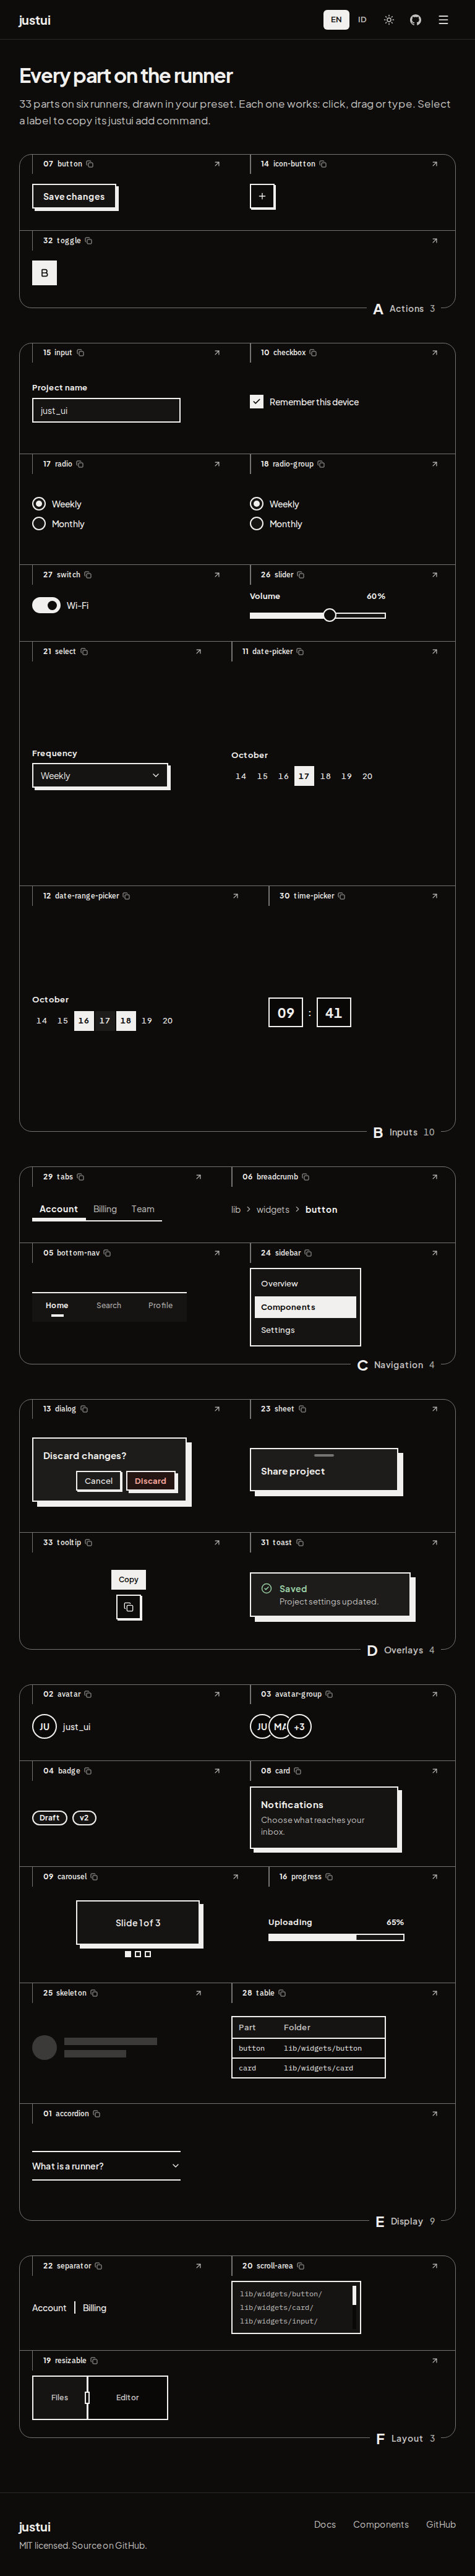 justui
EN ID
Every part on the runner
33 parts on six runners, drawn in your preset. Each one works: click, drag or type. Select
a label to copy its justui add command.
07 button
14 icon-button
Save changes
+
32 toggle
B
A Actions 3
15 input
10 checkbox
Project name
just_ui
Remember this device
17 radio
18 radio-group
Weekly
Monthly
Weekly
Monthly
27 switch
26 slider
Wi-Fi
Volume 60%
21 select
11 date-picker
Frequency
Weekly
October
14 15 16 17 18 19 20
12 date-range-picker
30 time-picker
October
14 15 16 17 18 19 20
09 : 41
B Inputs 10
29 tabs
06 breadcrumb
Account Billing Team
lib > widgets > button
05 bottom-nav
24 sidebar
Home Search Profile
Overview
Components
Settings
C Navigation 4
13 dialog
23 sheet
Discard changes?
Cancel Discard
Share project
33 tooltip
31 toast
Copy
Saved
Project settings updated.
D Overlays 4
02 avatar
03 avatar-group
JU just_ui
JU MA +3
04 badge
08 card
Draft v2
Notifications
Choose what reaches your
inbox.
09 carousel
16 progress
Slide 1 of 3
Uploading 65%
25 skeleton
28 table
Part Folder
button lib/widgets/button
card lib/widgets/card
01 accordion
What is a runner?
E Display 9
22 separator
20 scroll-area
Account Billing
lib/widgets/button/
lib/widgets/card/
lib/widgets/input/
19 resizable
Files Editor
F Layout 3
justui
Docs Components GitHub
MIT licensed. Source on GitHub.